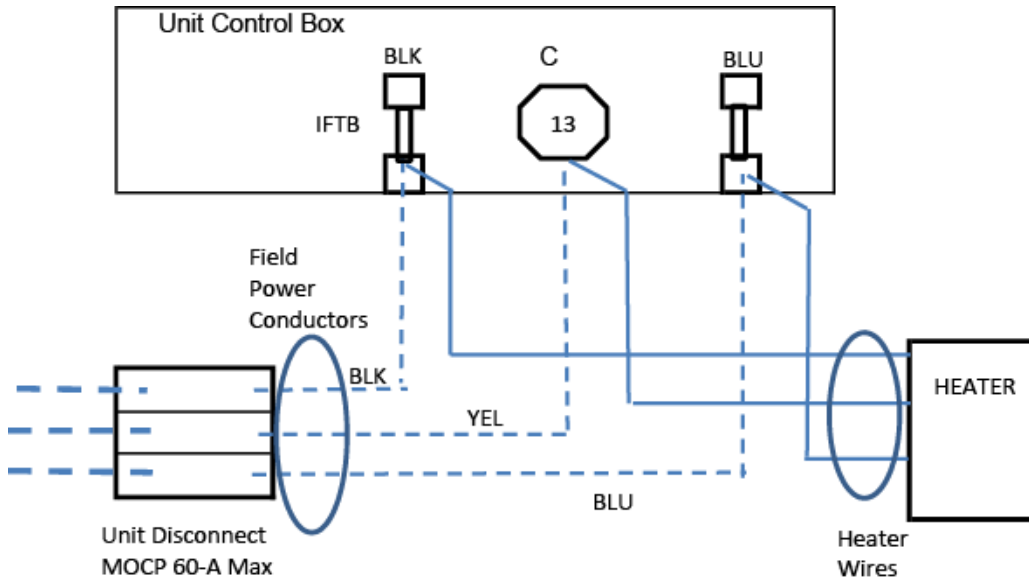 Unit Control Box
BLK
C
BLU
IFTB
13
Field
Power
Conductors
BLK
HEATER
YEL
BLU
Unit Disconnect
MOCP 60-A Max
Heater
Wires